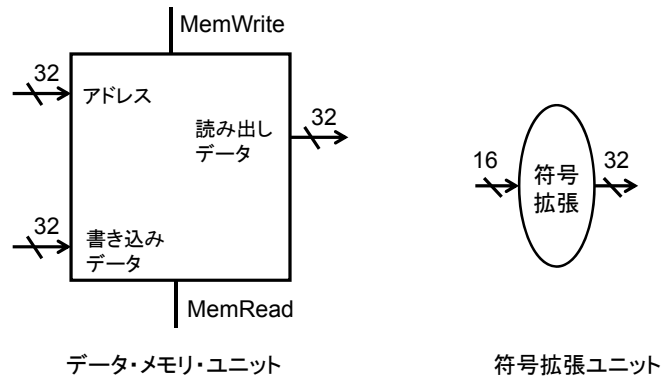 MemWrite
32
アドレス
読み出し
データ
32
32
書き込み
データ
MemRead
データ・メモリ・ユニット
16
符号
拡張
32
符号拡張ユニット